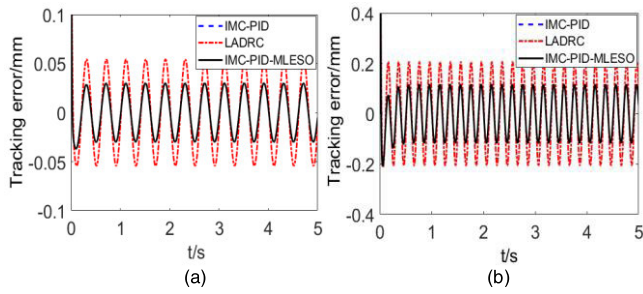 0.1
0.05
0
-0.05
-0.1
Tracking error/mm
IMC-PID
LADRC
IMC-PID-MLESO
0 1 2 3 4 5
t/s
(a)
0.4
0.2
0
-0.2
-0.4
Tracking error/mm
IMC-PID
LADRC
IMC-PID-MLESO
0 1 2 3 4 5
t/s
(b)